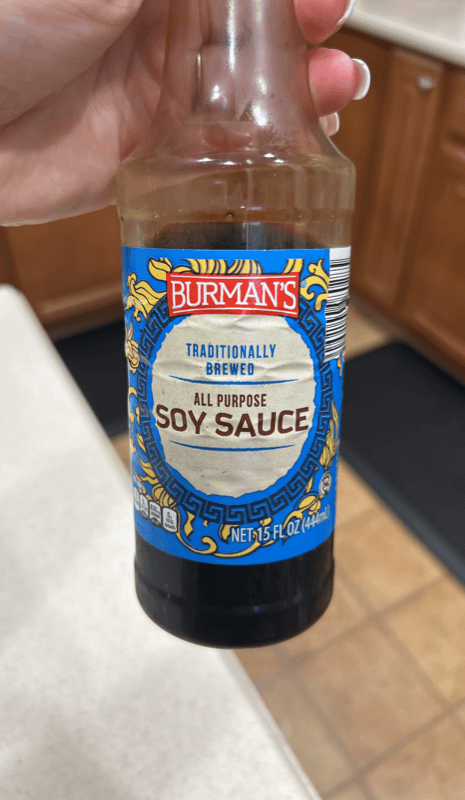 BURMAN'S
TRADITIONALLY
BREWED
ALL PURPOSE
SOY SAUCE
NET 15 FL OZ (444mL)